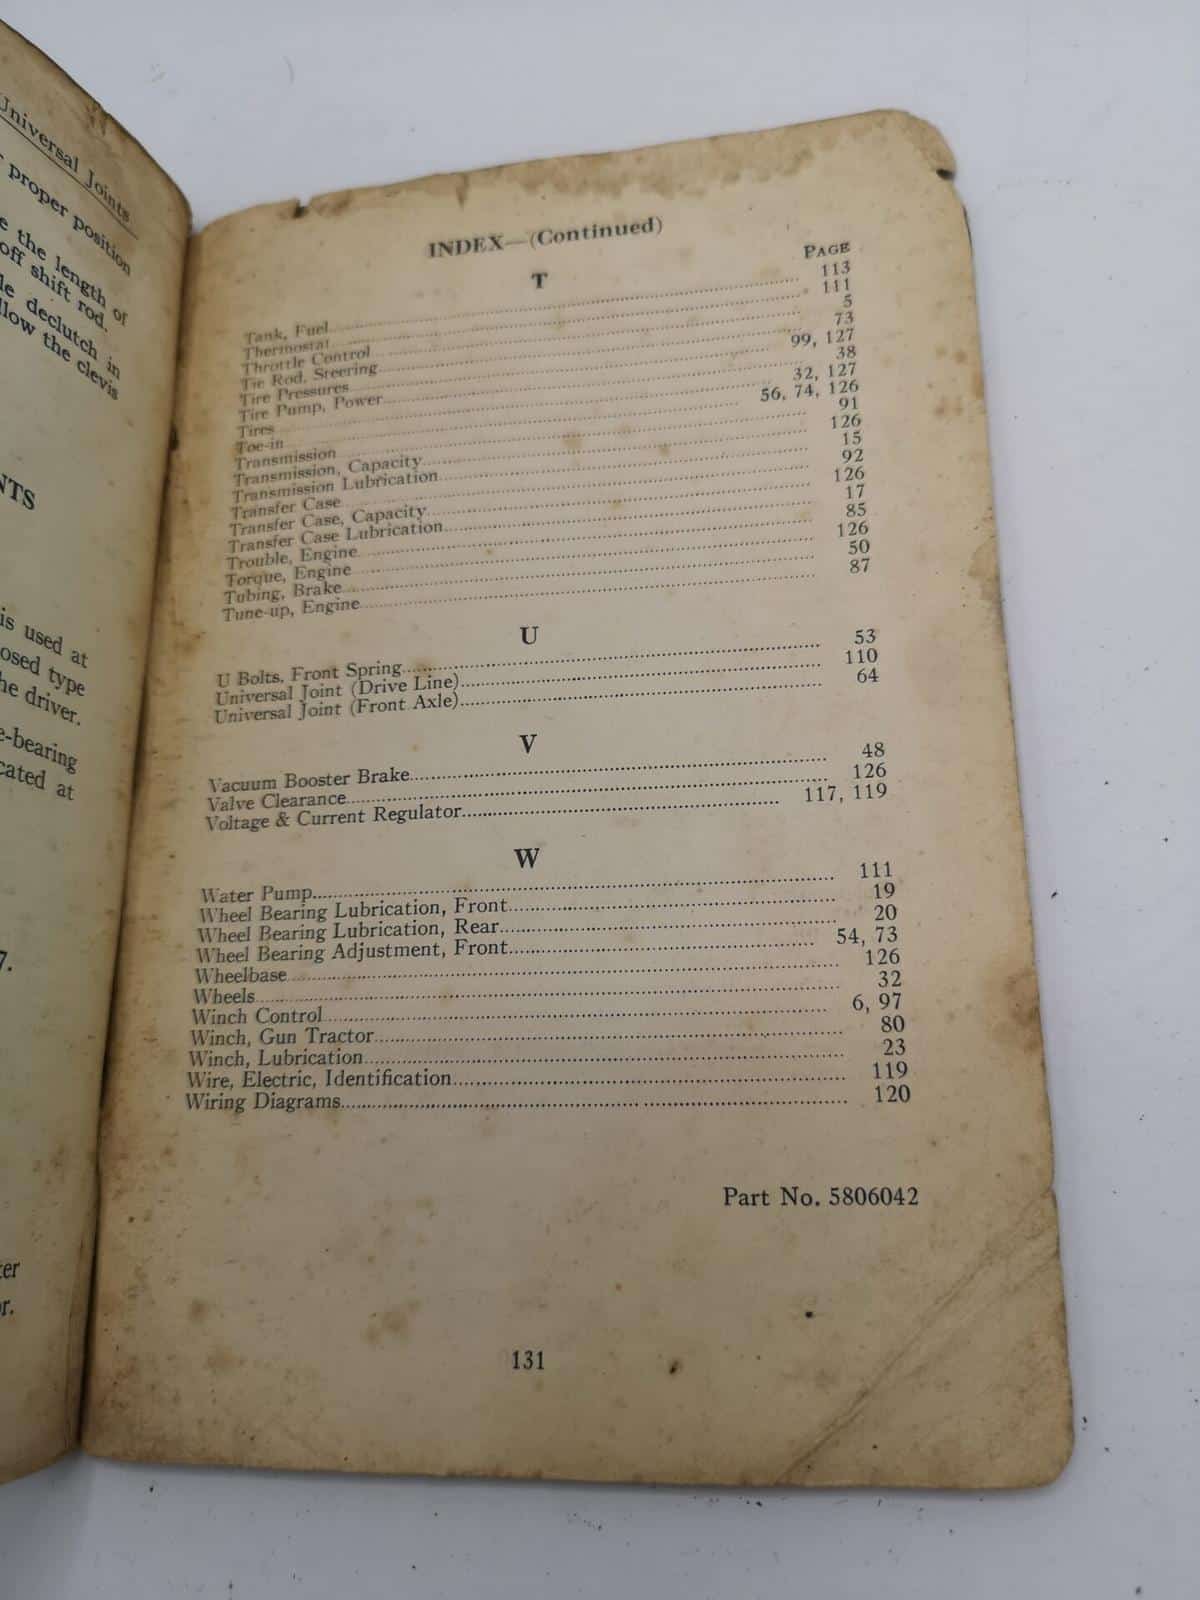 Universal Joints
proper position
the length of
off shift rod.
declutch in
the clevis
is used at
type
driver.
at
7.
INDEX—(Continued)
PAGE
T
Tank, Fuel 113
Thermostat 111
Throttle Control 5
Tie Rod, Steering 73
Tire Pressures 99, 127
Tire Pump, Power 38
Tires 32, 127
Toe-in 56, 74, 126
Transmission 91
Transmission, Capacity 126
Transmission Lubrication 15
Transfer Case 92
Transfer Case, Capacity 126
Transfer Case Lubrication 17
Trouble, Engine 85
Torque, Engine 126
Tubing, Brake 50
Tune-up, Engine 87
U
U Bolts, Front Spring 53
Universal Joint (Drive Line) 110
Universal Joint (Front Axle) 64
V
Vacuum Booster Brake 48
Valve Clearance 126
Voltage & Current Regulator 117, 119
W
Water Pump 111
Wheel Bearing Lubrication, Front 19
Wheel Bearing Lubrication, Rear 20
Wheel Bearing Adjustment, Front 54, 73
Wheelbase 126
Wheels 32
Winch Control 6, 97
Winch, Gun Tractor 80
Winch, Lubrication 23
Wire, Electric, Identification 119
Wiring Diagrams 120
Part No. 5806042
131